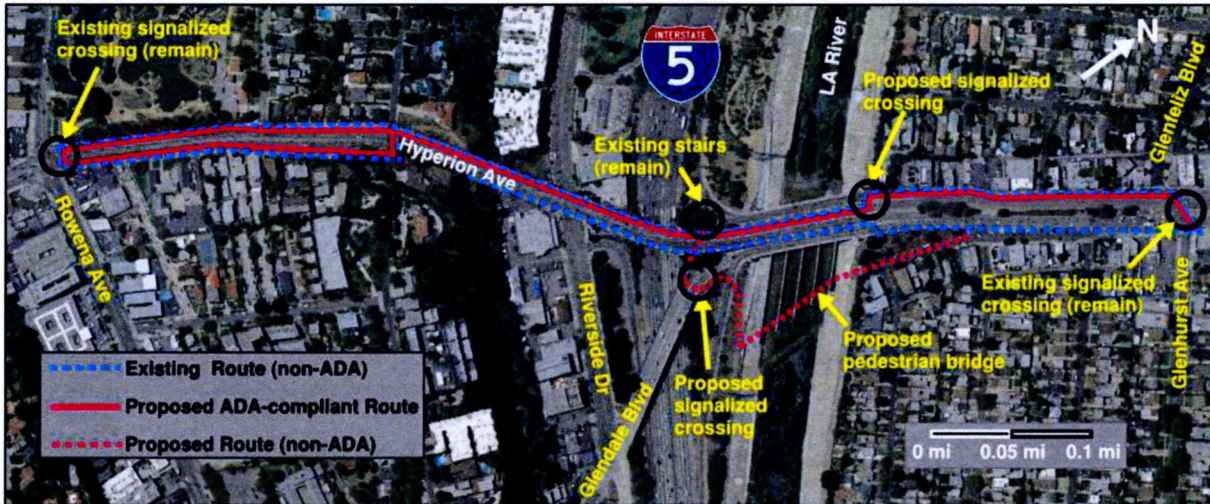 Existing signalized
crossing (remain)
INTERSTATE
5
LA River
N
Proposed signalized
crossing
Glenfeliz Blvd
Existing stairs
(remain)
Hyperion Ave
Rowena Ave
Riverside Dr
Glendale Blvd
Proposed
signalized
crossing
Proposed
pedestrian bridge
Existing signalized
crossing (remain)
Glenhurst Ave
Existing Route (non-ADA)
Proposed ADA-compliant Route
Proposed Route (non-ADA)
0 mi 0.05 mi 0.1 mi